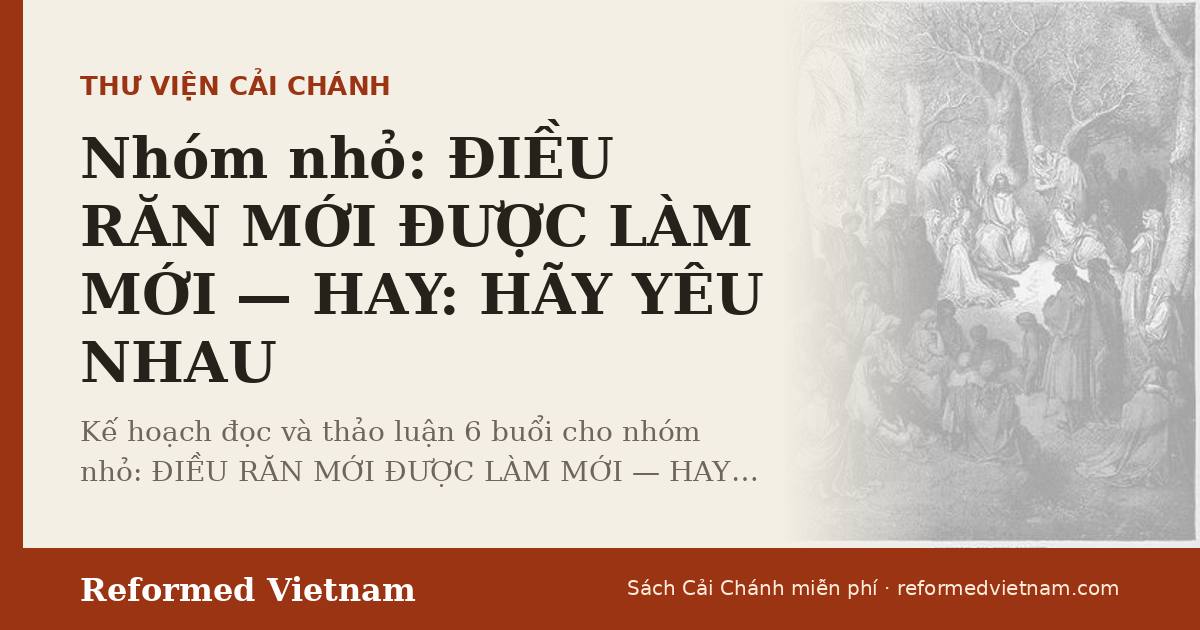 THƯ VIỆN CẢI CHÁNH
Nhóm nhỏ: ĐIỀU
RĂN MỚI ĐƯỢC LÀM
MỚI — HAY: HÃY YÊU
NHAU
Kế hoạch đọc và thảo luận 6 buổi cho nhóm
nhỏ: ĐIỀU RĂN MỚI ĐƯỢC LÀM MỚI — HAY…
Reformed Vietnam
Sách Cải Chánh miễn phí · reformedvietnam.com